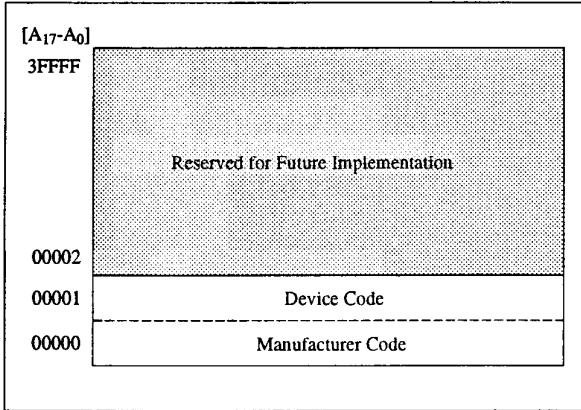 [A17-A0]
3FFFF
Reserved for Future Implementation
00002
00001 Device Code
00000 Manufacturer Code